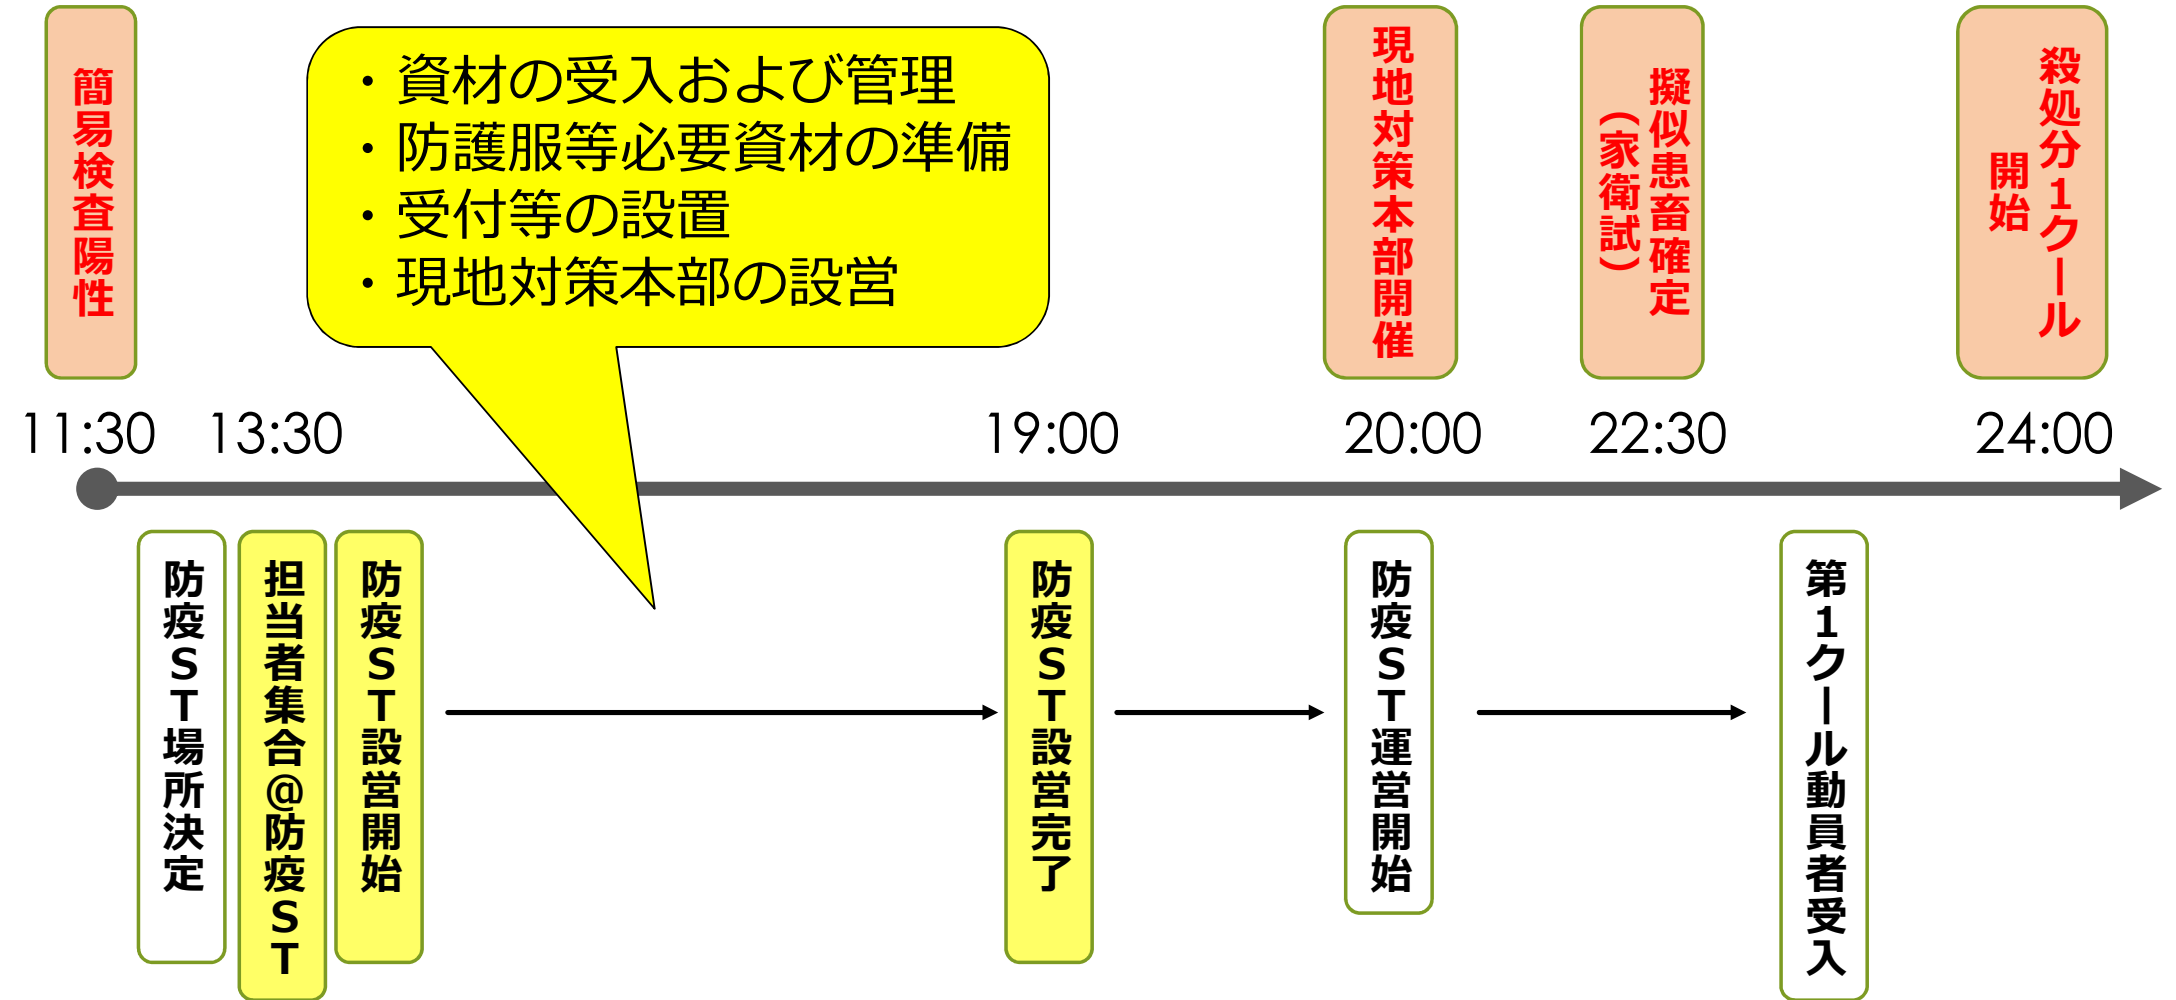 簡易検査陽性
・資材の受入および管理
・防護服等必要資材の準備
・受付等の設置
・現地対策本部の設営
現地対策本部開催
擬似患畜確定
（家衛試）
殺処分1クール
開始
11:30
13:30
19:00
20:00
22:30
24:00
防疫ST場所決定
担当者集合@防疫ST
防疫ST設営開始
防疫ST設営完了
防疫ST運営開始
第1クール動員者受入